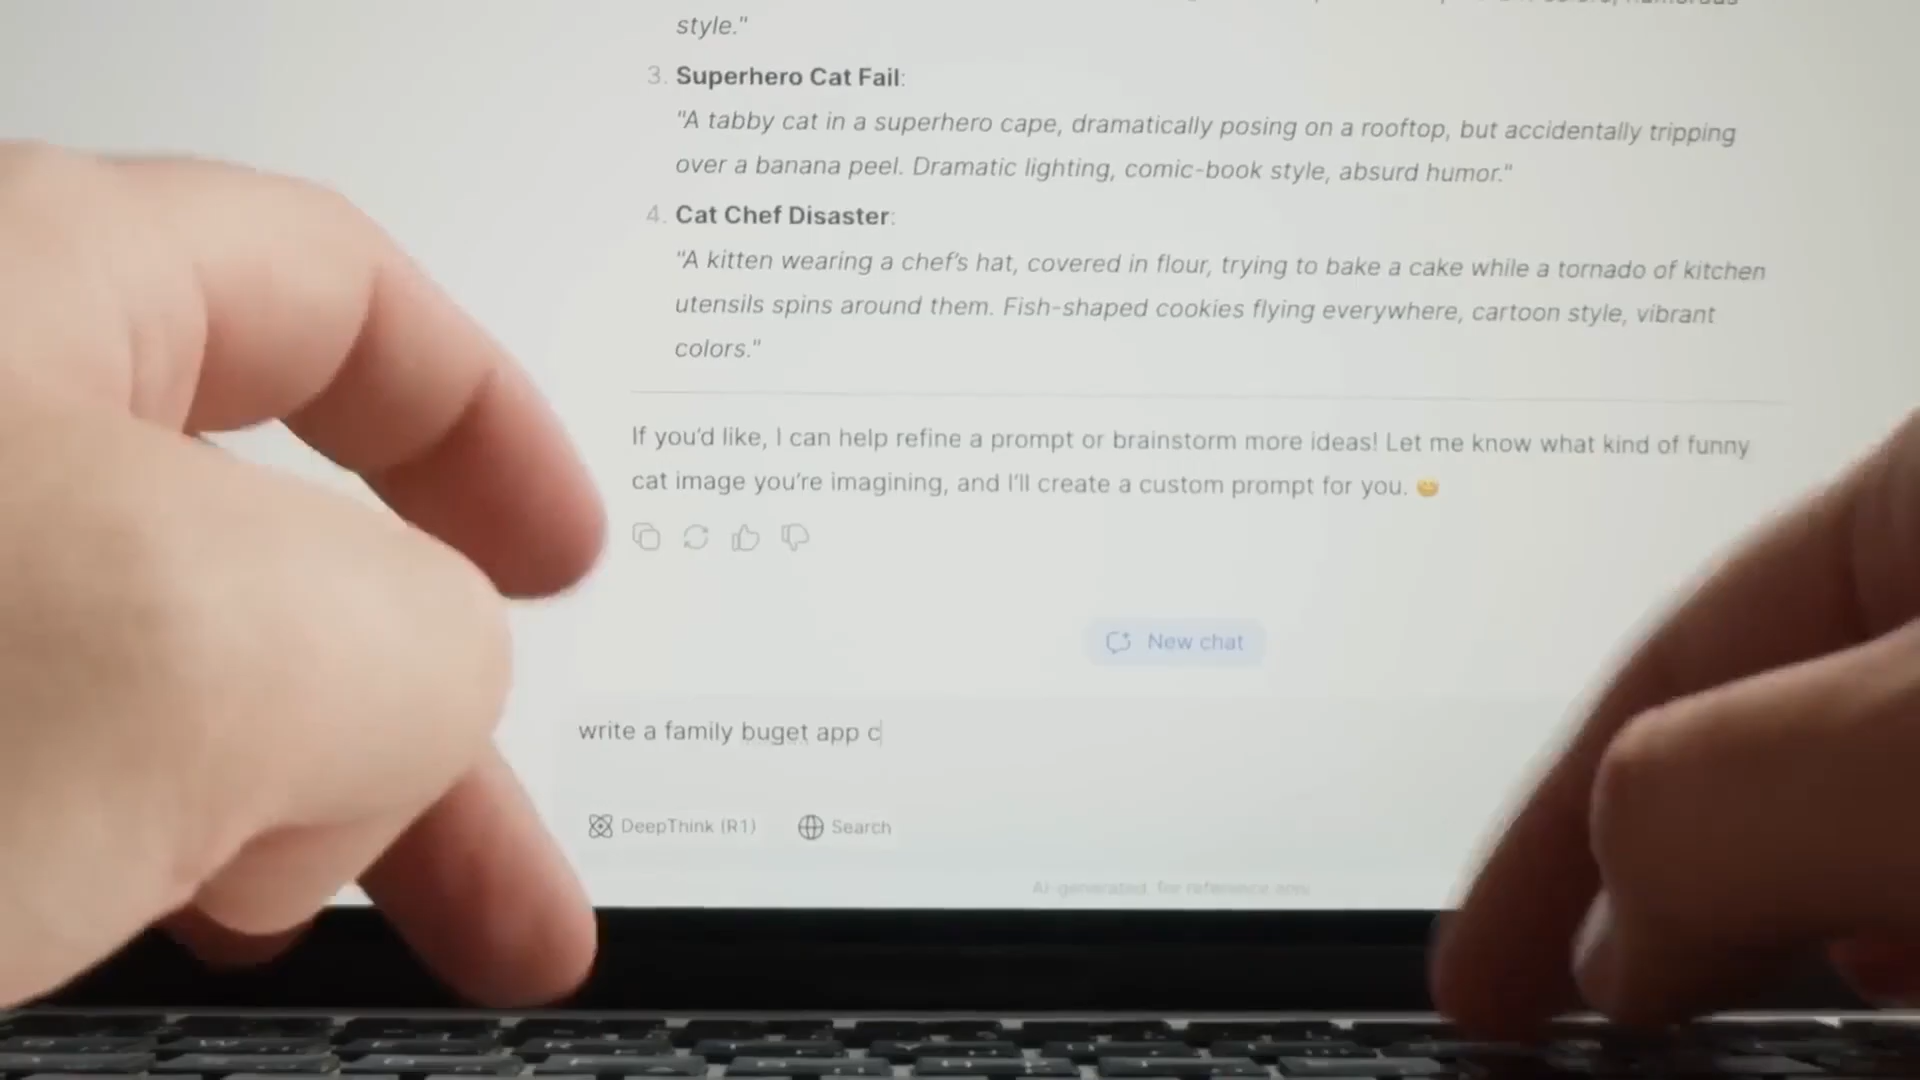 style."
3. Superhero Cat Fail:
"A tabby cat in a superhero cape, dramatically posing on a rooftop, but accidentally tripping
over a banana peel. Dramatic lighting, comic-book style, absurd humor."
4. Cat Chef Disaster:
"A kitten wearing a chef's hat, covered in flour, trying to bake a cake while a tornado of kitchen
utensils spins around them. Fish-shaped cookies flying everywhere, cartoon style, vibrant
colors."
If you'd like, I can help refine a prompt or brainstorm more ideas! Let me know what kind of funny
cat image you're imagining, and I'll create a custom prompt for you. 😊
New chat
write a family buget app c
DeepThink (R1) Search
AI-generated, for reference only